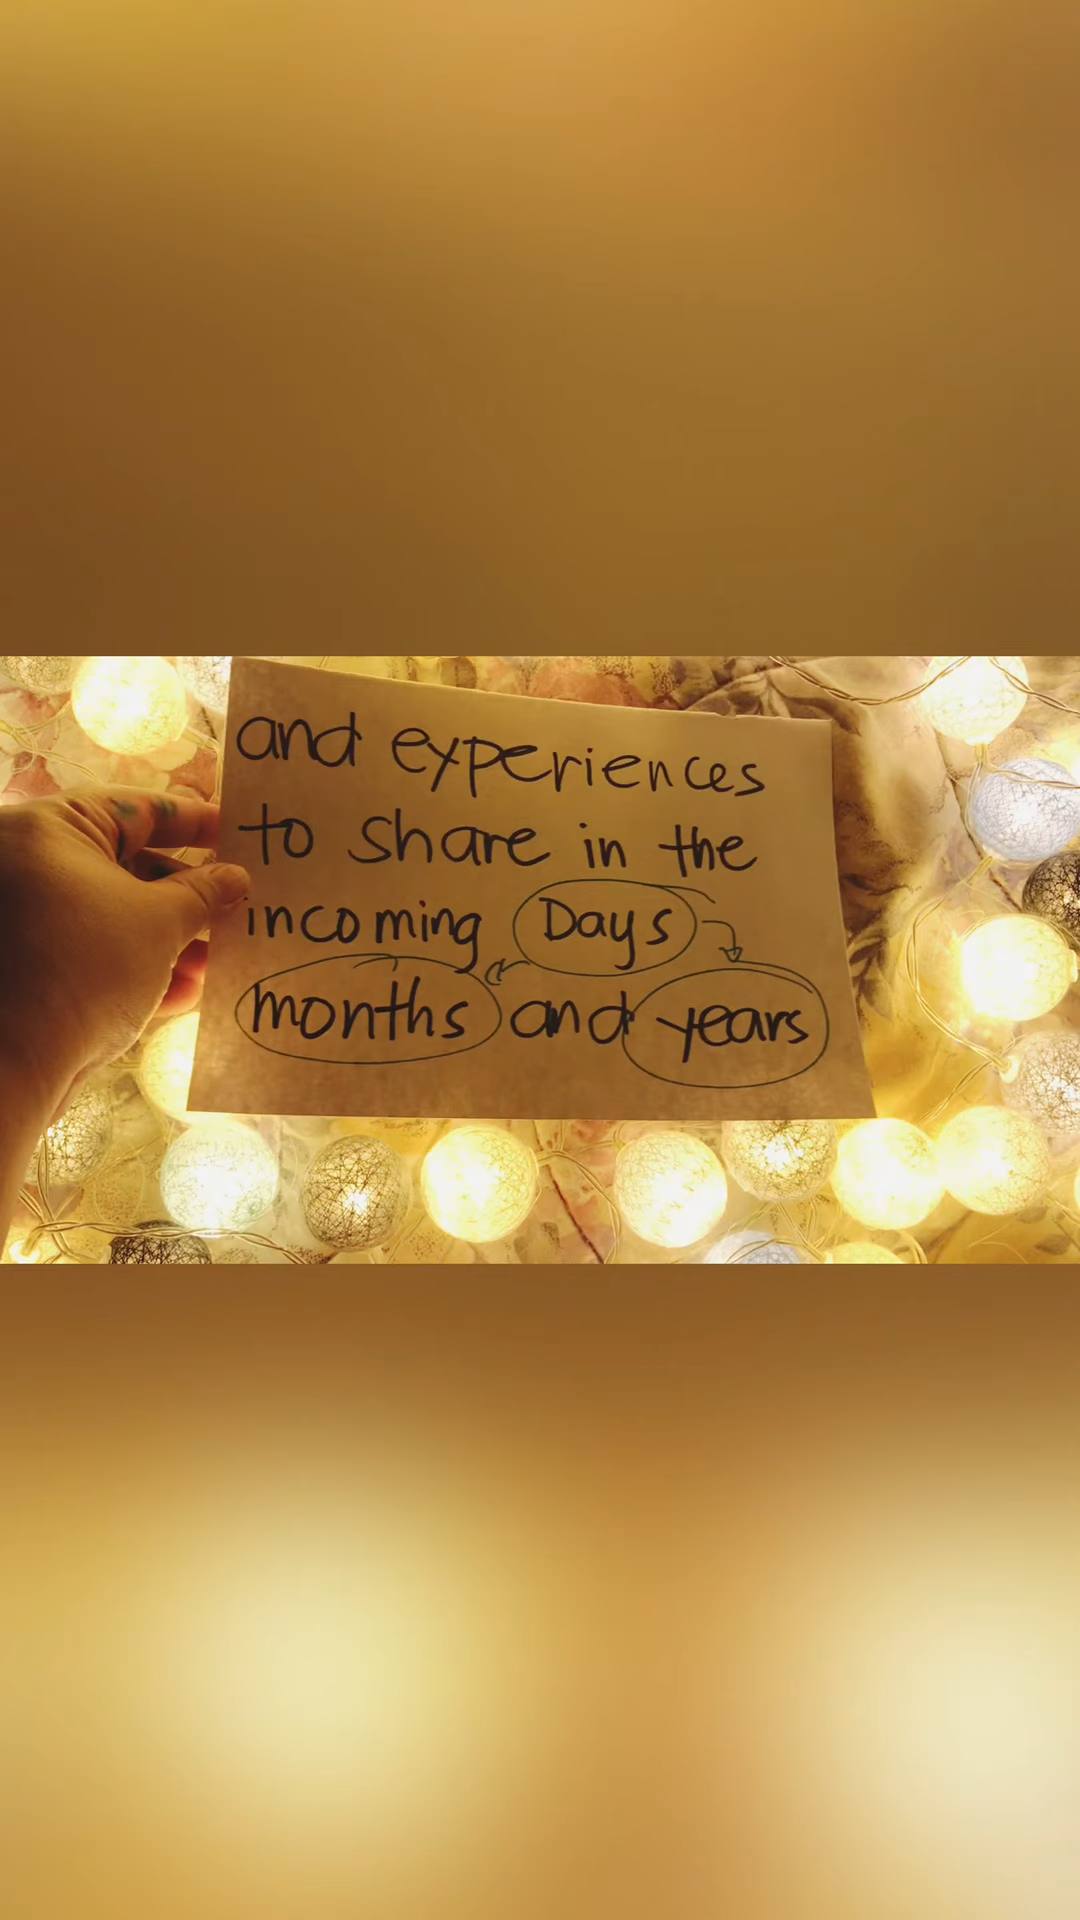 and experiences
to share in the
incoming Days
months and years